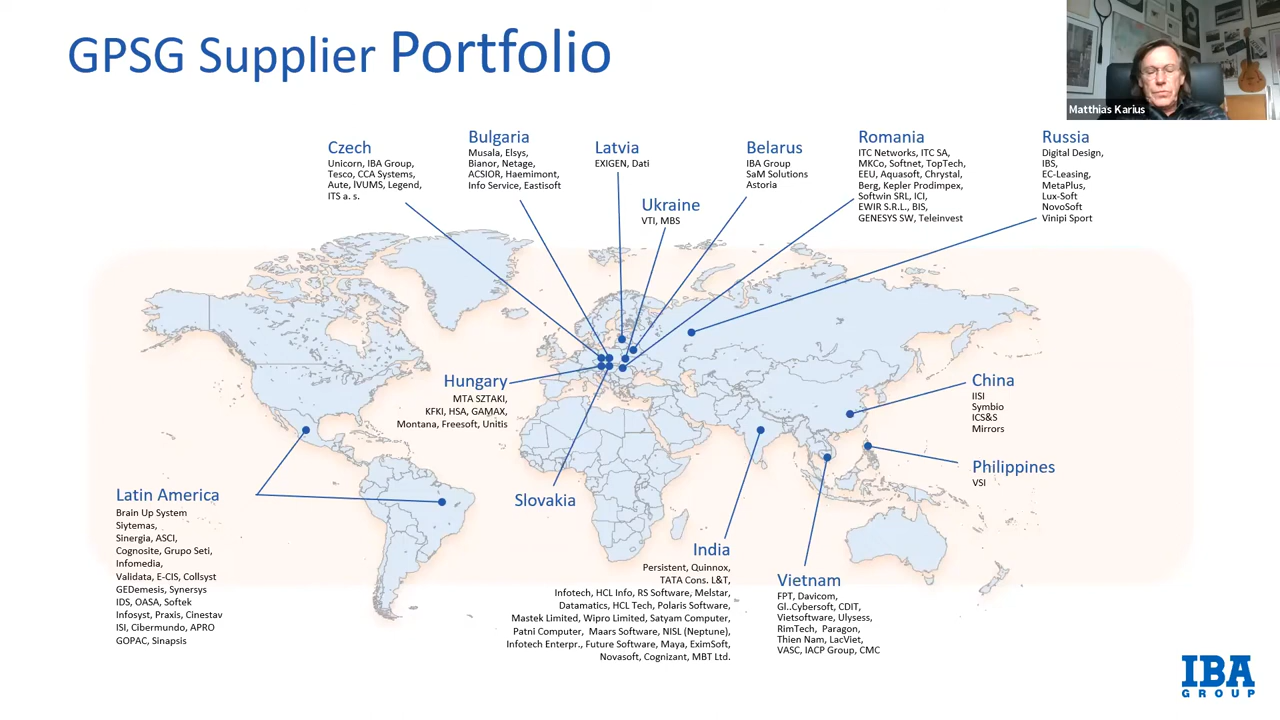 GPSG Supplier Portfolio
Matthias Karius
Czech
Unicorn, IBA Group,
Tesco, CCA Systems,
Aute, IVUMS, Legend,
ITS a. s.
Bulgaria
Musala, Elsys,
Bianor, Netage,
ACSIOR, Haemimont,
Info Service, Eastisoft
Latvia
EXIGEN, Dati
Ukraine
VTI, MBS
Belarus
IBA Group
SaM Solutions
Astoria
Romania
ITC Networks, ITC SA,
MKCo, Softnet, TopTech,
EEU, Aquasoft, Chrystal,
Berg, Kepler Prodimpex,
Softwin SRL, ICI,
EWIR S.R.L., BIS,
GENESYS SW, Teleinvest
Russia
Digital Design,
IBS,
EC-Leasing,
MetaPlus,
Lux-Soft
NovoSoft
Vinipi Sport
Hungary
MTA SZTAKI,
KFKI, HSA, GAMAX,
Montana, Freesoft, Unitis
China
IISI
Symbio
ICS&S
Mirrors
Philippines
VSI
Slovakia
Latin America
Brain Up System
Siytemas,
Sinergia, ASCI,
Cognosite, Grupo Seti,
Infomedia,
Validata, E-CIS, Collsyst
GEDemesis, Synersys
IDS, OASA, Softek
Infosyst, Praxis, Cinestav
ISI, Cibermundo, APRO
GOPAC, Sinapsis
India
Persistent, Quinnox,
TATA Cons. L&T,
Infotech, HCL Info, RS Software, Melstar,
Datamatics, HCL Tech, Polaris Software,
Mastek Limited, Wipro Limited, Satyam Computer,
Patni Computer, Maars Software, NISL (Neptune),
Infotech Enterpr., Future Software, Maya, EximSoft,
Novasoft, Cognizant, MBT Ltd.
Vietnam
FPT, Davicom,
Gl..Cybersoft, CDIT,
Vietsoftware, Ulysess,
RimTech, Paragon,
Thien Nam, LacViet,
VASC, IACP Group, CMC
IBA
GROUP